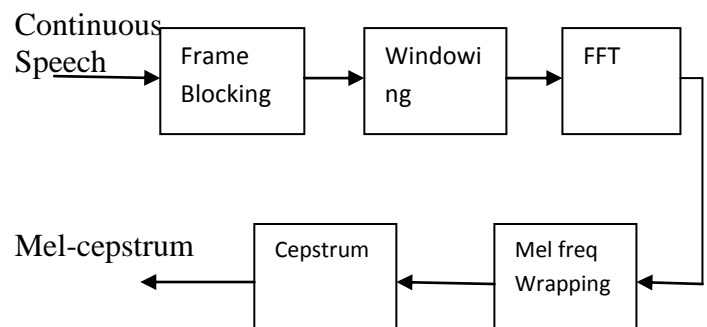 Continuous
Speech
Frame
Blocking
Windowi
ng
FFT
Mel-cepstrum
Cepstrum
Mel freq
Wrapping